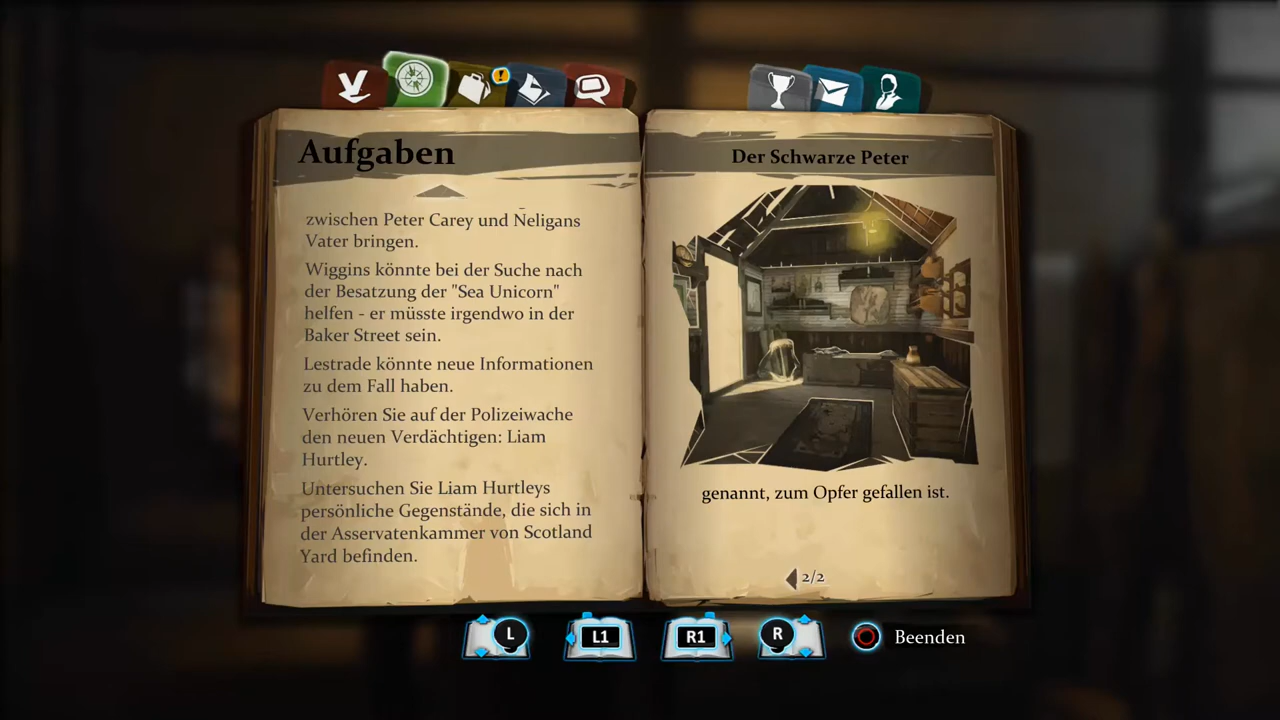 Aufgaben
zwischen Peter Carey und Neligans
Vater bringen.
Wiggins könnte bei der Suche nach
der Besatzung der "Sea Unicorn"
helfen - er müsste irgendwo in der
Baker Street sein.
Lestrade könnte neue Informationen
zu dem Fall haben.
Verhören Sie auf der Polizeiwache
den neuen Verdächtigen: Liam
Hurtley.
Untersuchen Sie Liam Hurtleys
persönliche Gegenstände, die sich in
der Asservatenkammer von Scotland
Yard befinden.
Der Schwarze Peter
genannt, zum Opfer gefallen ist.
2/2
L L1 R1 R Beenden